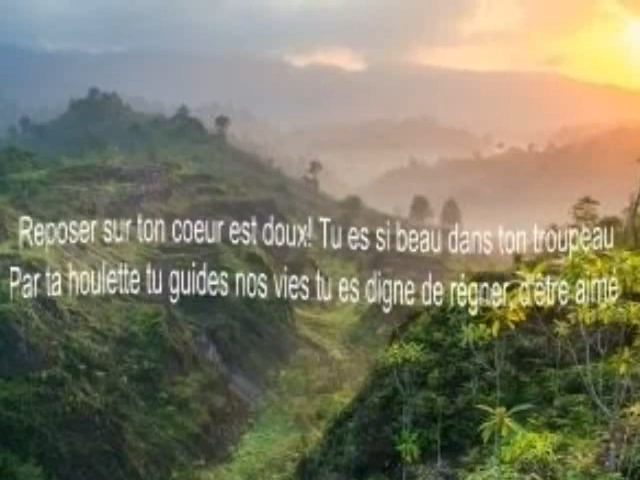 Reposer sur ton coeur est doux! Tu es si beau dans ton troupeau
Par ta houlette tu guides nos vies tu es digne de régner, d'être aimé